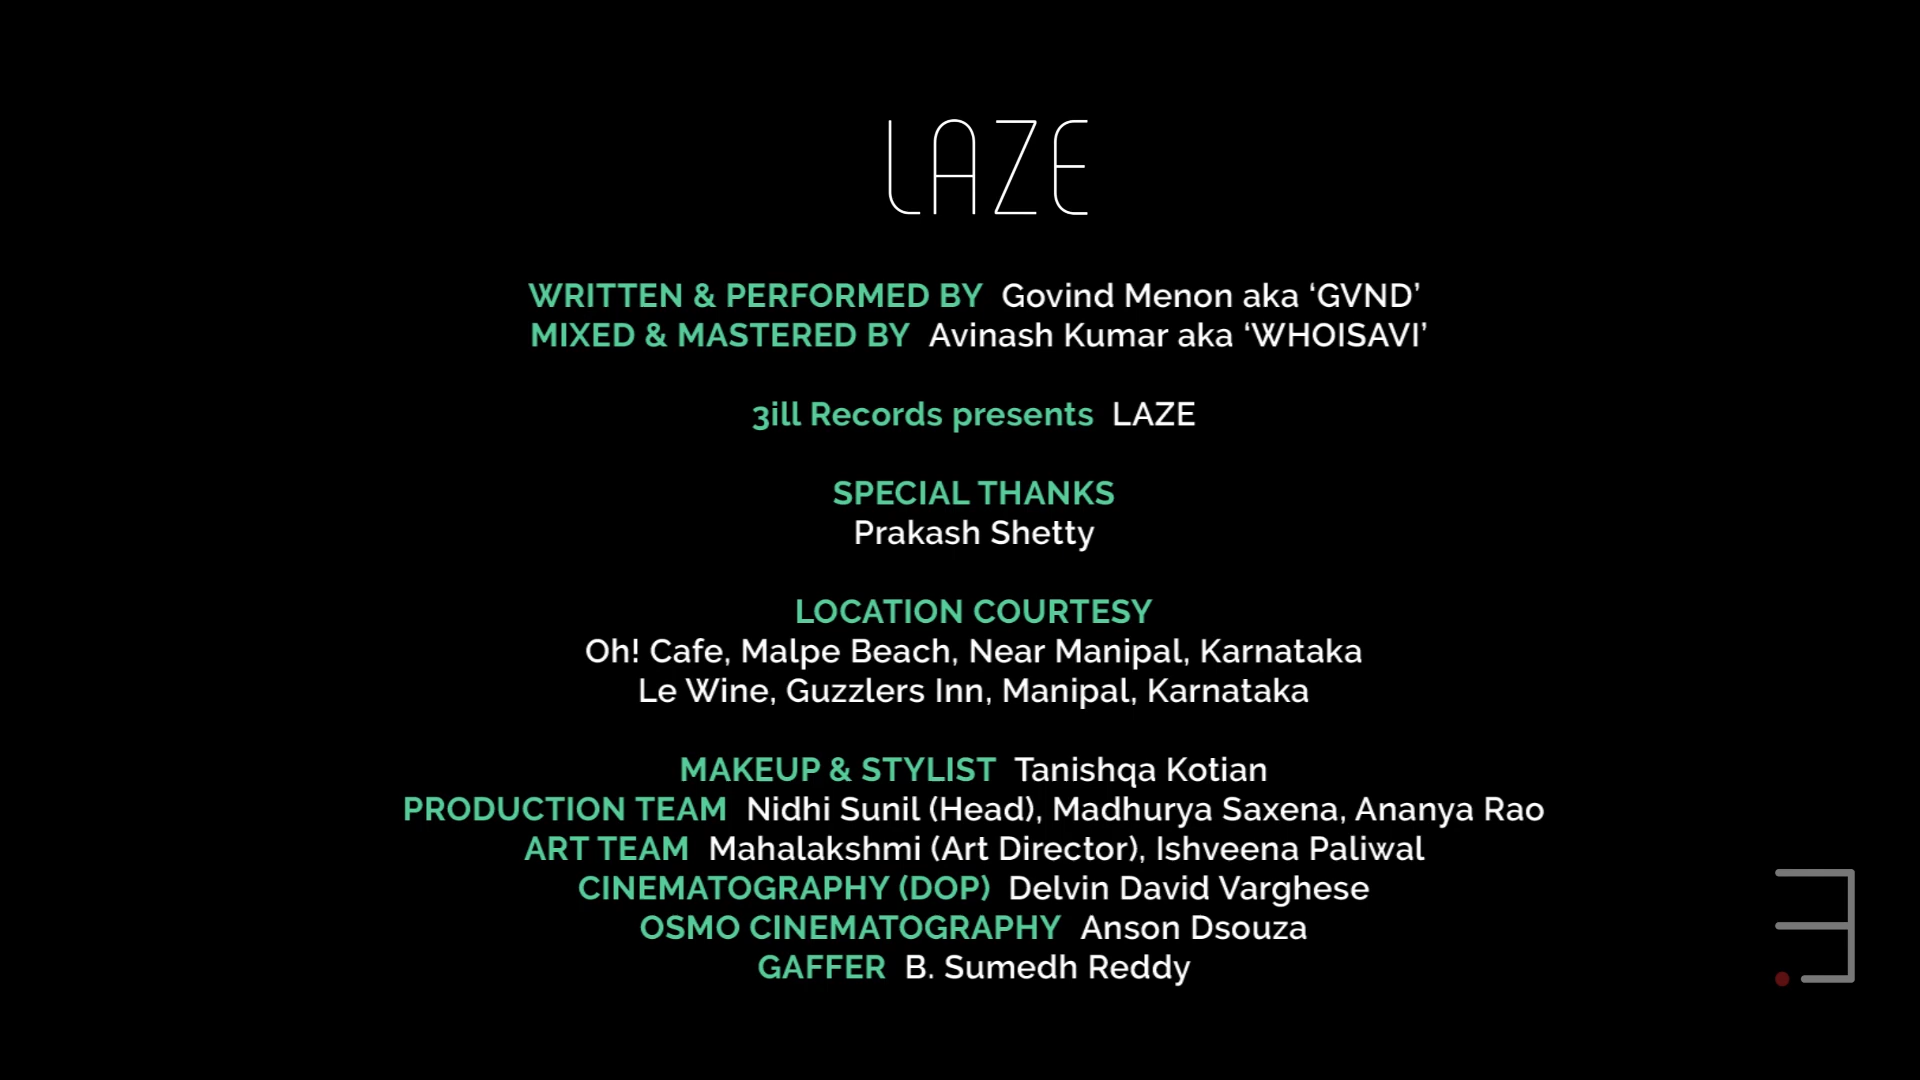 LAZE
WRITTEN & PERFORMED BY Govind Menon aka ‘GVND’
MIXED & MASTERED BY Avinash Kumar aka ‘WHOISAVI’
3ill Records presents LAZE
SPECIAL THANKS
Prakash Shetty
LOCATION COURTESY
Oh! Cafe, Malpe Beach, Near Manipal, Karnataka
Le Wine, Guzzlers Inn, Manipal, Karnataka
MAKEUP & STYLIST Tanishqa Kotian
PRODUCTION TEAM Nidhi Sunil (Head), Madhurya Saxena, Ananya Rao
ART TEAM Mahalakshmi (Art Director), Ishveena Paliwal
CINEMATOGRAPHY (DOP) Delvin David Varghese
OSMO CINEMATOGRAPHY Anson Dsouza
GAFFER B. Sumedh Reddy
3